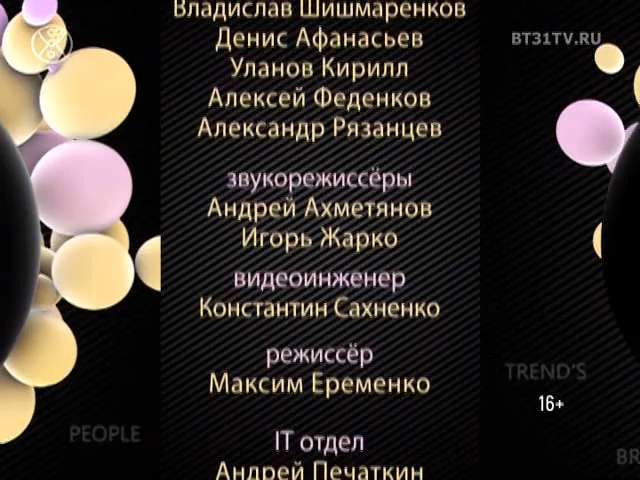 Владислав Шишмаренков
BT31TV.RU
Денис Афанасьев
Уланов Кирилл
Алексей Феденков
Александр Рязанцев
звукорежиссёры
Андрей Ахметянов
Игорь Жарко
видеоинженер
Константин Сахненко
режиссёр
Максим Еременко
TREND'S
16+
PEOPLE
IT отдел
BR
Андрей Печаткин